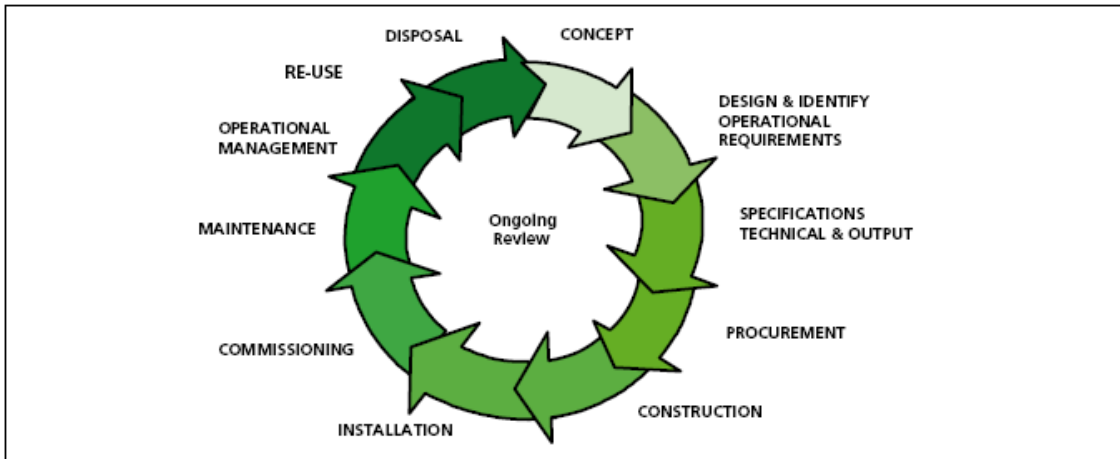 DISPOSAL
CONCEPT
RE-USE
DESIGN & IDENTIFY
OPERATIONAL
REQUIREMENTS
OPERATIONAL
MANAGEMENT
SPECIFICATIONS
TECHNICAL & OUTPUT
MAINTENANCE
Ongoing
Review
PROCUREMENT
COMMISSIONING
CONSTRUCTION
INSTALLATION